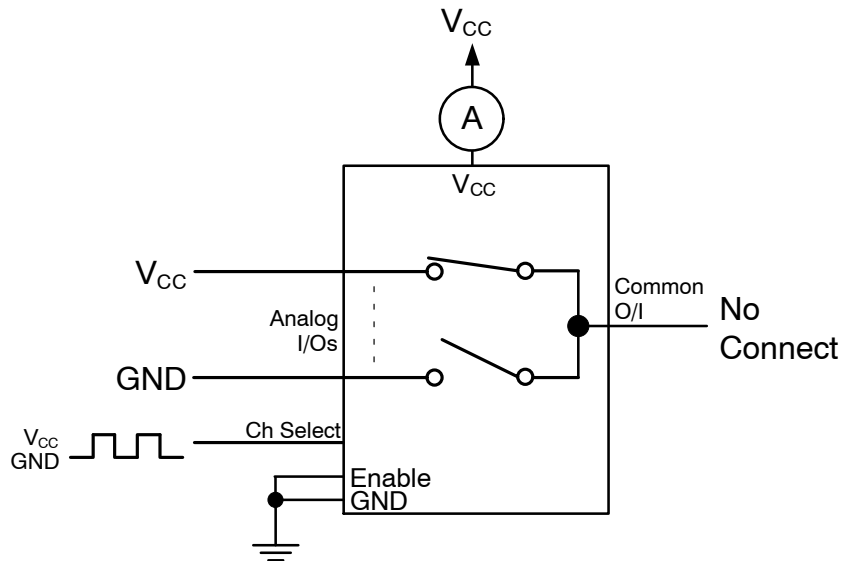 VCC
A
VCC
VCC
Common
O/I
No
Connect
Analog
I/Os
GND
Ch Select
VCC
GND
Enable
GND